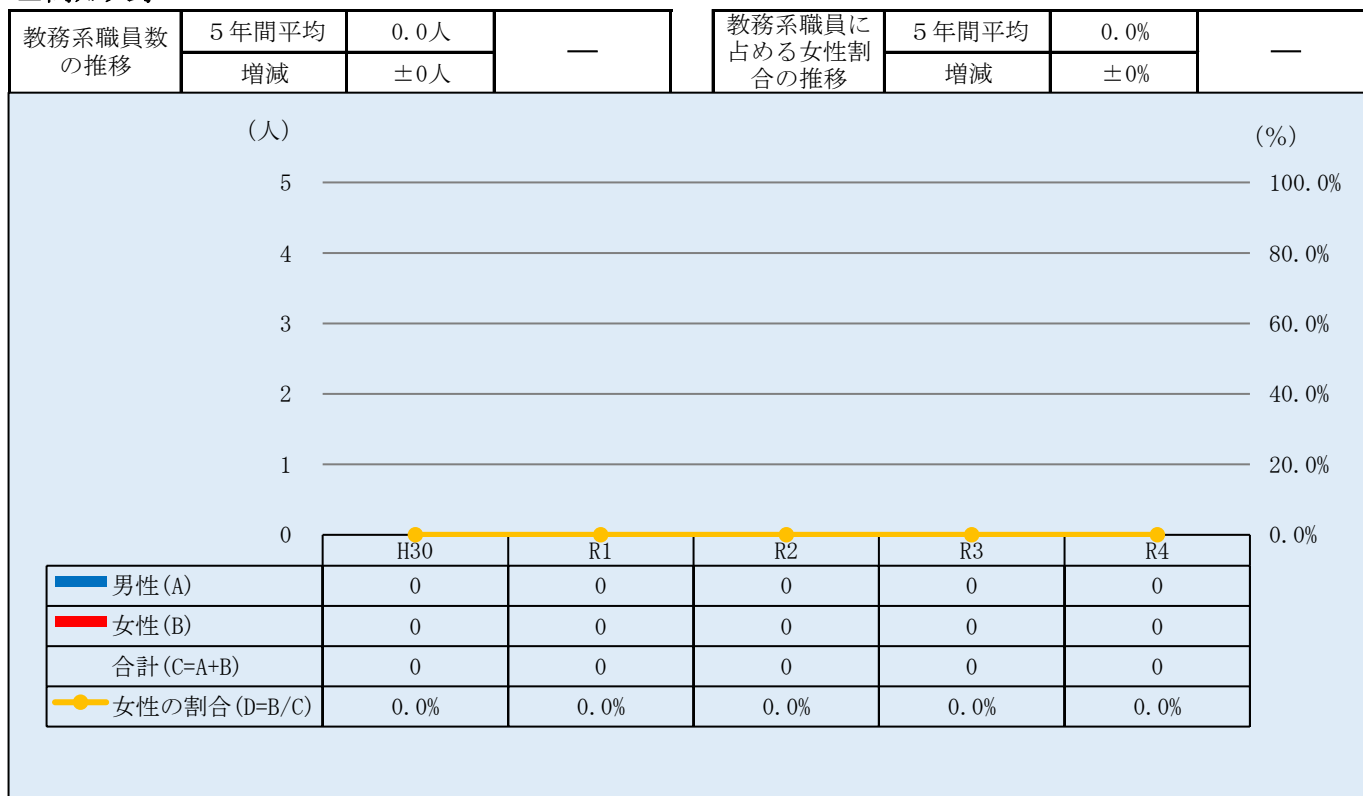 教務系職員数の推移 5年間平均 0.0人 ―
増減 ±0人
教務系職員に占める女性割合の推移 5年間平均 0.0% ―
増減 ±0%
(人) (%)
5 100.0%
4 80.0%
3 60.0%
2 40.0%
1 20.0%
0 0.0%
H30 R1 R2 R3 R4
男性(A) 0 0 0 0 0
女性(B) 0 0 0 0 0
合計(C=A+B) 0 0 0 0 0
女性の割合(D=B/C) 0.0% 0.0% 0.0% 0.0% 0.0%